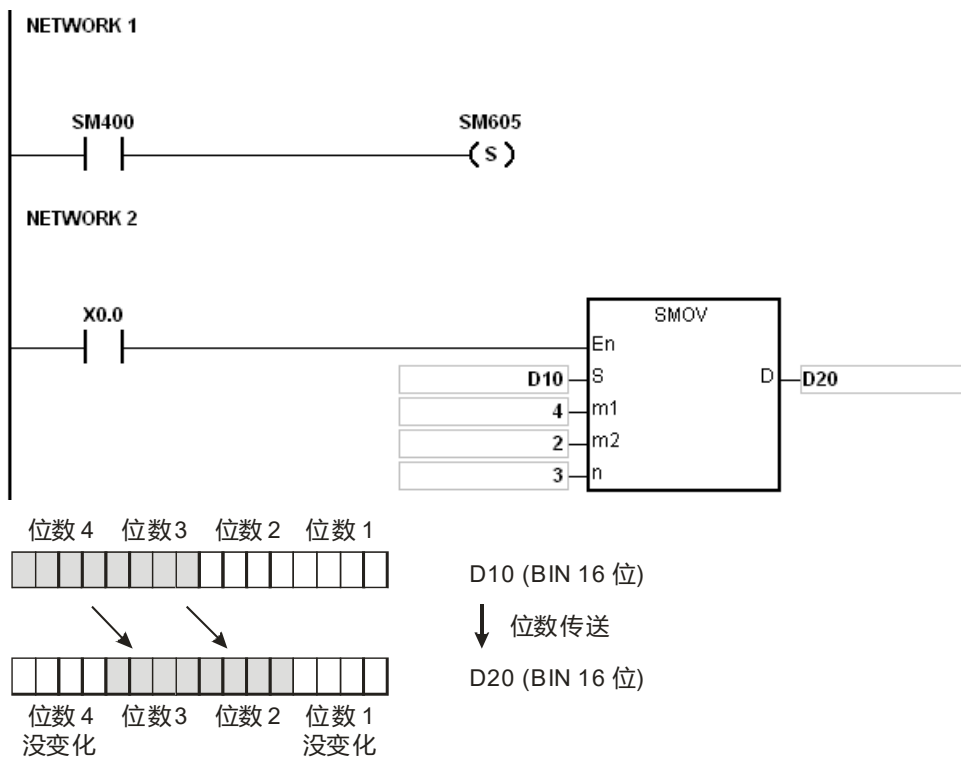 NETWORK 1
SM400
SM605
( S )
NETWORK 2
X0.0
SMOV
En
D10
S
D
D20
4
m1
2
m2
3
n
位数 4 位数3 位数 2 位数 1
D10 (BIN 16 位)
位数传送
D20 (BIN 16 位)
位数 4 位数3 位数 2 位数 1
没变化 没变化